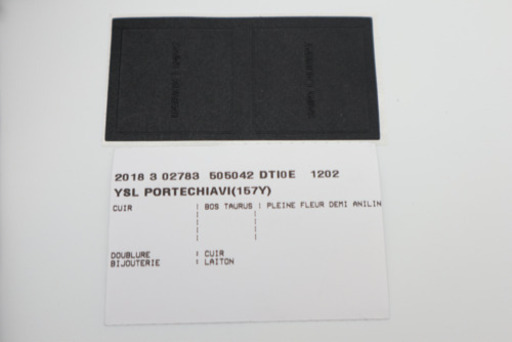 2018 3 02783 505042 DTI0E 1202
YSL PORTECHIAVI(157Y)
CUIR | BOS TAURUS | PLEINE FLEUR DEMI ANILIN
DOUBLURE | CUIR
BIJOUTERIE | LAITON